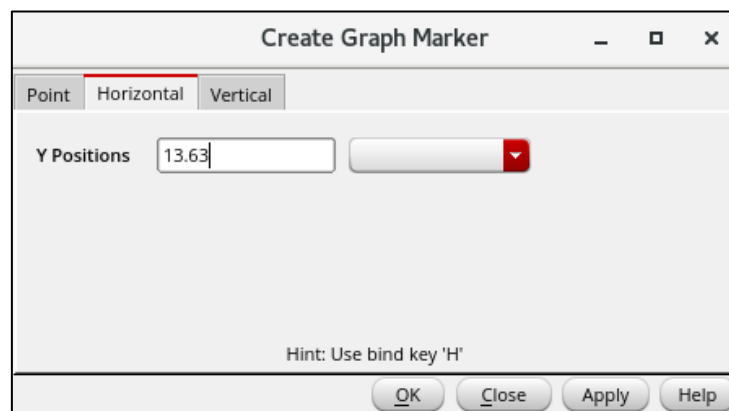 Create Graph Marker
Point Horizontal Vertical
Y Positions 13.63
Hint: Use bind key 'H'
OK Close Apply Help